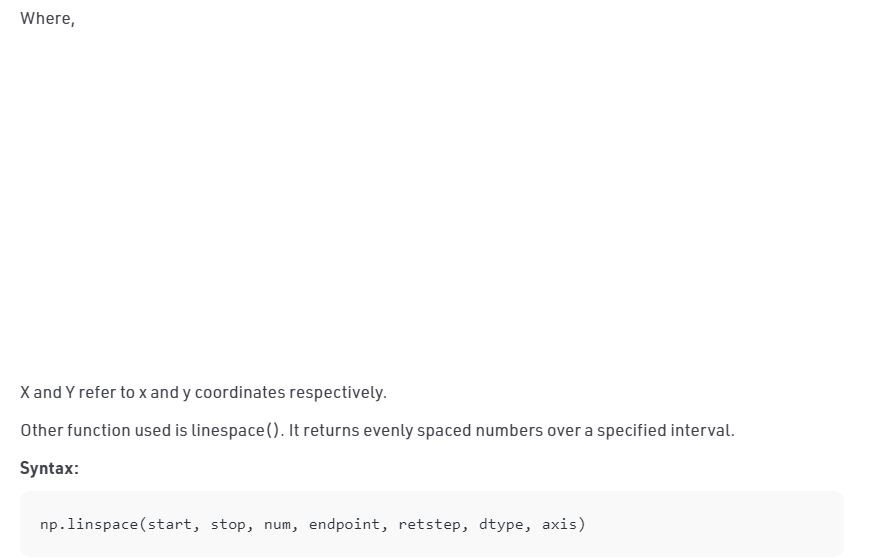 Where,
X and Y refer to x and y coordinates respectively.
Other function used is linespace(). It returns evenly spaced numbers over a specified interval.
Syntax:
np.linspace(start, stop, num, endpoint, retstep, dtype, axis)